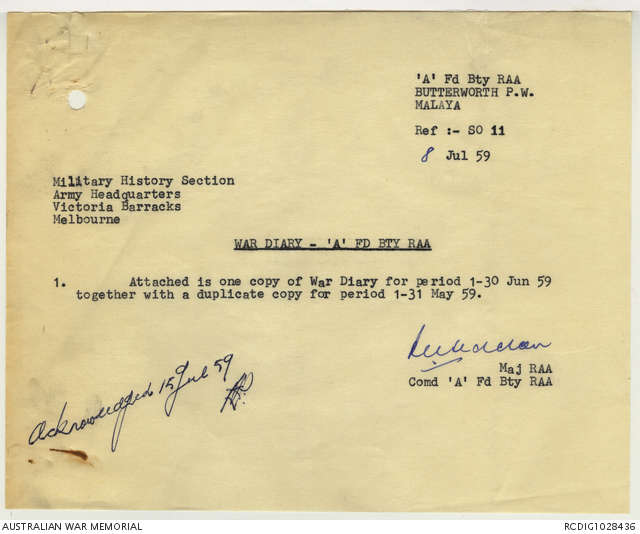 'A' Fd Bty RAA
BUTTERWORTH P.W.
MALAYA
Ref :- SO 11
8 Jul 59
Military History Section
Army Headquarters
Victoria Barracks
Melbourne
WAR DIARY - 'A' FD BTY RAA
1. Attached is one copy of War Diary for period 1-30 Jun 59
together with a duplicate copy for period 1-31 May 59.
Maj RAA
Comd 'A' Fd Bty RAA
Acknowledged 15 Jul 59
AUSTRALIAN WAR MEMORIAL
RCDIG1028436